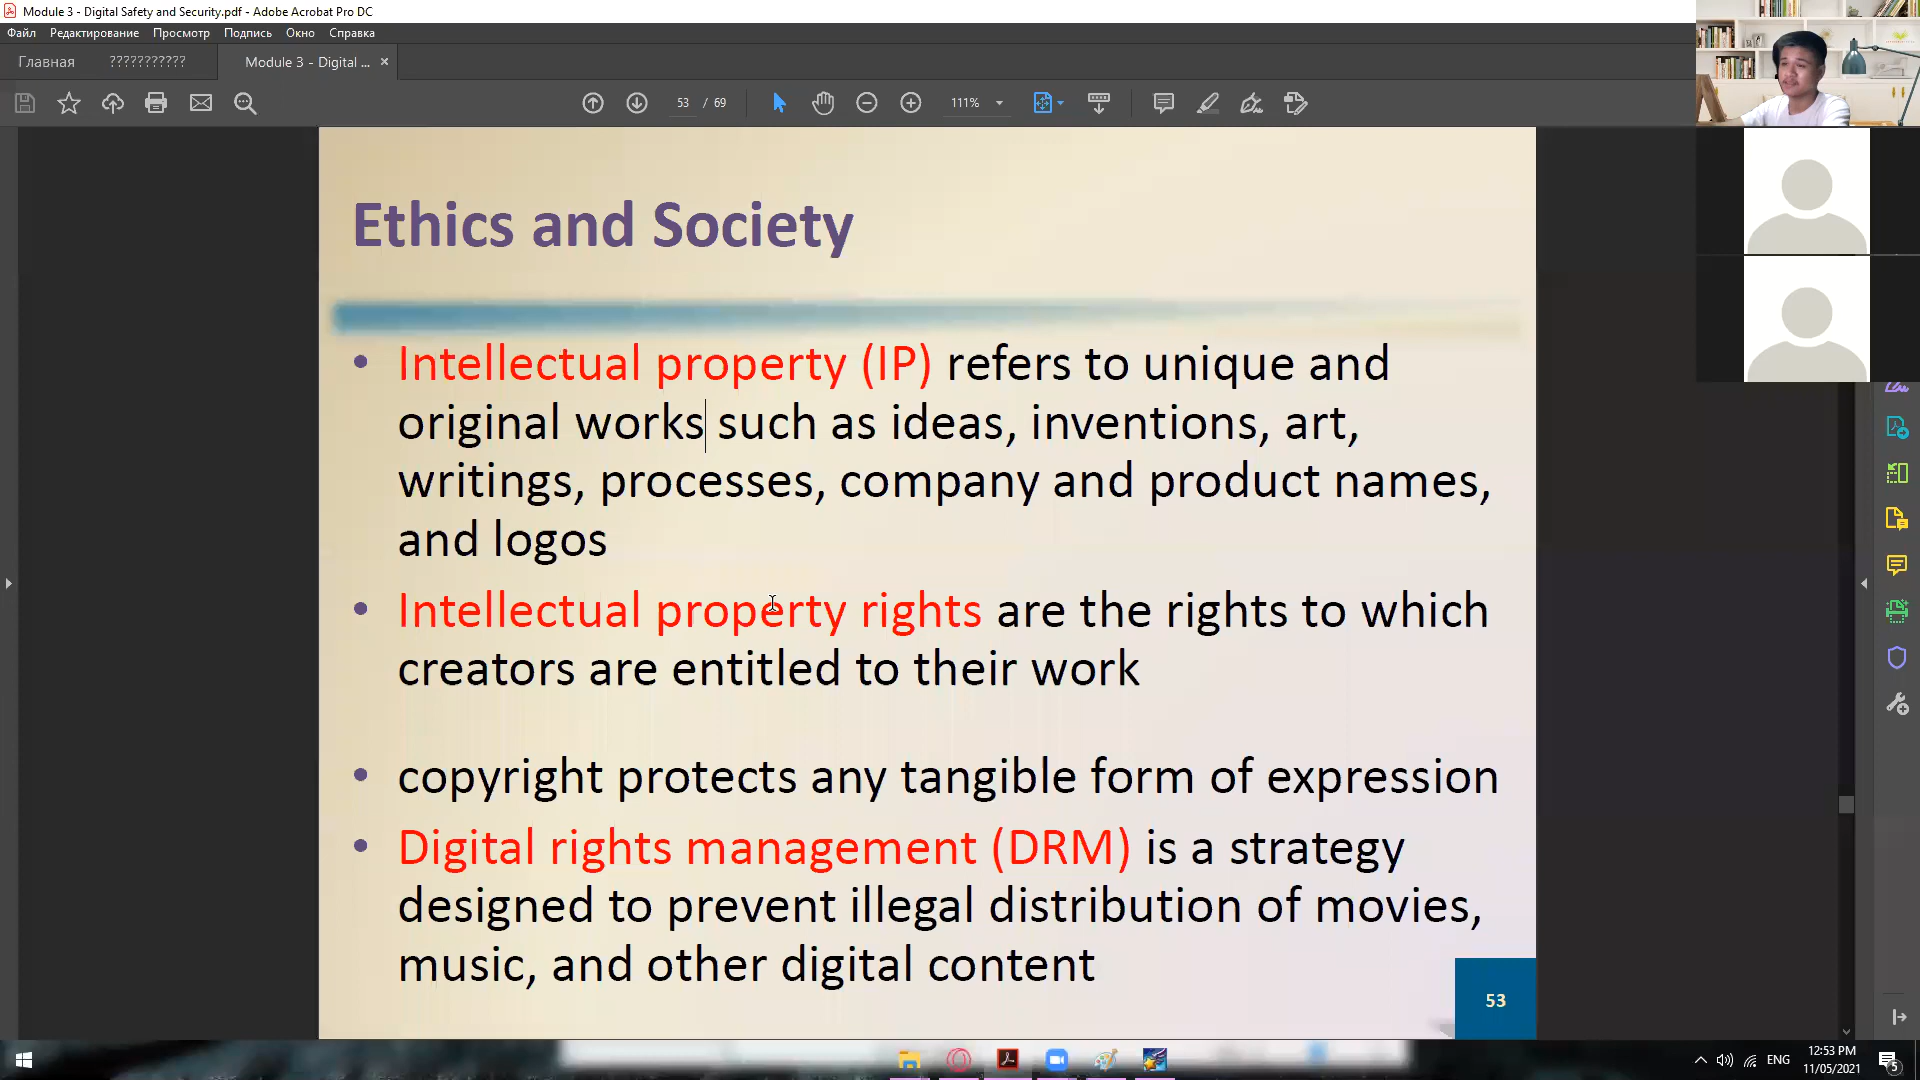 Module 3 - Digital Safety and Security.pdf - Adobe Acrobat Pro DC
Файл Редактирование Просмотр Подпись Окно Справка
Главная ??????????? Module 3 - Digital ... ×
53 / 69 111%
Ethics and Society
• Intellectual property (IP) refers to unique and
original works such as ideas, inventions, art,
writings, processes, company and product names,
and logos
• Intellectual property rights are the rights to which
creators are entitled to their work
• copyright protects any tangible form of expression
• Digital rights management (DRM) is a strategy
designed to prevent illegal distribution of movies,
music, and other digital content
53
ENG 12:53 PM
11/05/2021
5